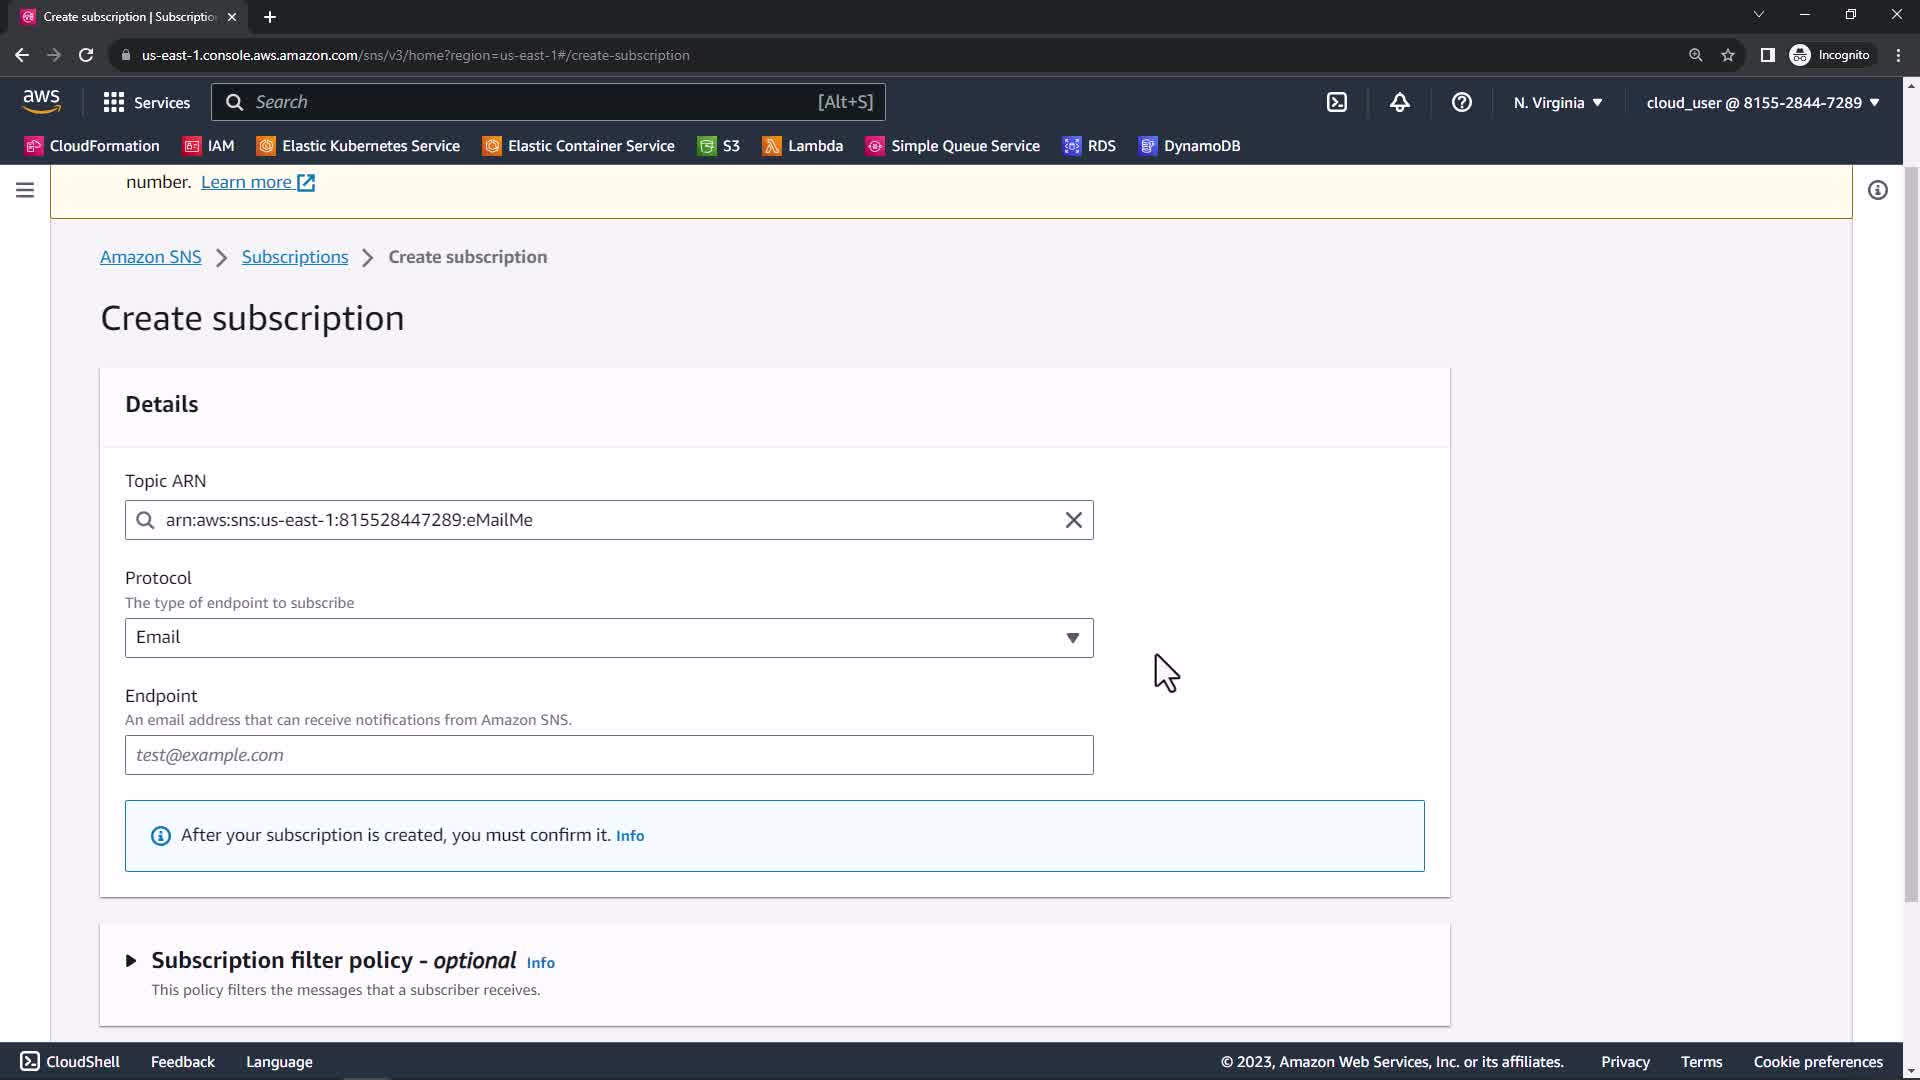 Create subscription | Subscriptio
us-east-1.console.aws.amazon.com/sns/v3/home?region=us-east-1#/create-subscription
Incognito
aws
Services
Search
[Alt+S]
N. Virginia
cloud_user @ 8155-2844-7289
CloudFormation
IAM
Elastic Kubernetes Service
Elastic Container Service
S3
Lambda
Simple Queue Service
RDS
DynamoDB
number. Learn more
Amazon SNS
Subscriptions
Create subscription
Create subscription
Details
Topic ARN
arn:aws:sns:us-east-1:815528447289:eMailMe
Protocol
The type of endpoint to subscribe
Email
Endpoint
An email address that can receive notifications from Amazon SNS.
test@example.com
After your subscription is created, you must confirm it. Info
Subscription filter policy - optional Info
This policy filters the messages that a subscriber receives.
CloudShell
Feedback
Language
© 2023, Amazon Web Services, Inc. or its affiliates.
Privacy
Terms
Cookie preferences